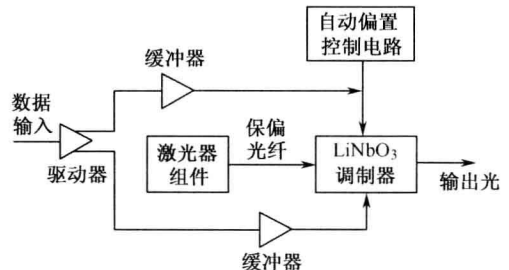 自动偏置
控制电路
缓冲器
数据
输入
驱动器
激光器
组件
保偏
光纤
LiNbO₃
调制器
输出光
缓冲器